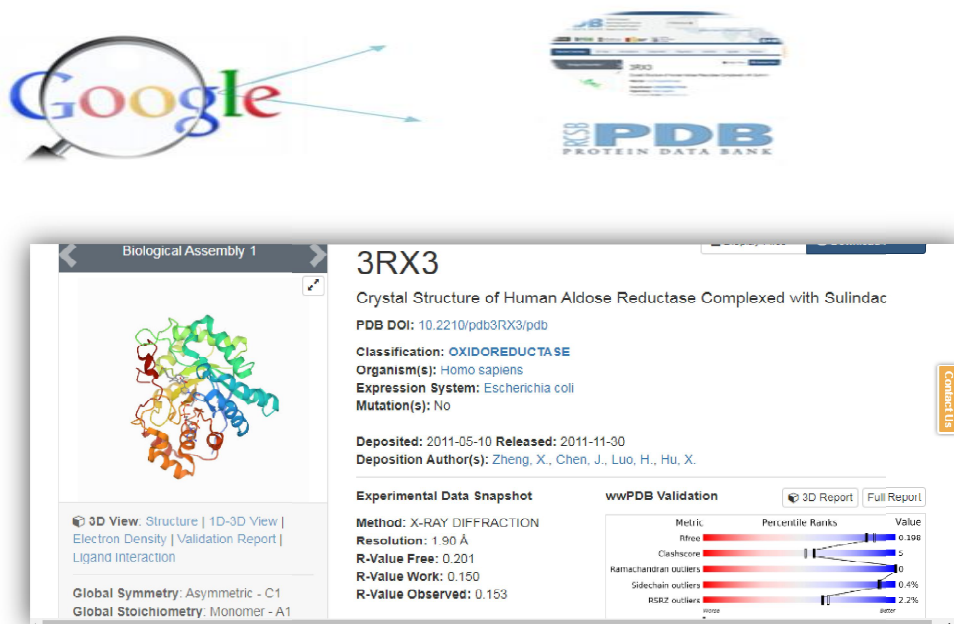 Google
3RX3
RCSB PDB
PROTEIN DATA BANK
Biological Assembly 1
3RX3
Crystal Structure of Human Aldose Reductase Complexed with Sulindac
PDB DOI: 10.2210/pdb3RX3/pdb
Classification: OXIDOREDUCTASE
Organism(s): Homo sapiens
Expression System: Escherichia coli
Mutation(s): No
Contact Us
Deposited: 2011-05-10 Released: 2011-11-30
Deposition Author(s): Zheng, X., Chen, J., Luo, H., Hu, X.
3D View: Structure | 1D-3D View |
Electron Density | Validation Report |
Ligand Interaction
Global Symmetry: Asymmetric - C1
Global Stoichiometry: Monomer - A1
Experimental Data Snapshot
Method: X-RAY DIFFRACTION
Resolution: 1.90 Å
R-Value Free: 0.201
R-Value Work: 0.150
R-Value Observed: 0.153
wwPDB Validation
3D Report
Full Report
Metric Percentile Ranks Value
Rfree 0.198
Clashscore 5
Ramachandran outliers 0
Sidechain outliers 0.4%
RSRZ outliers 2.2%
Worse Better